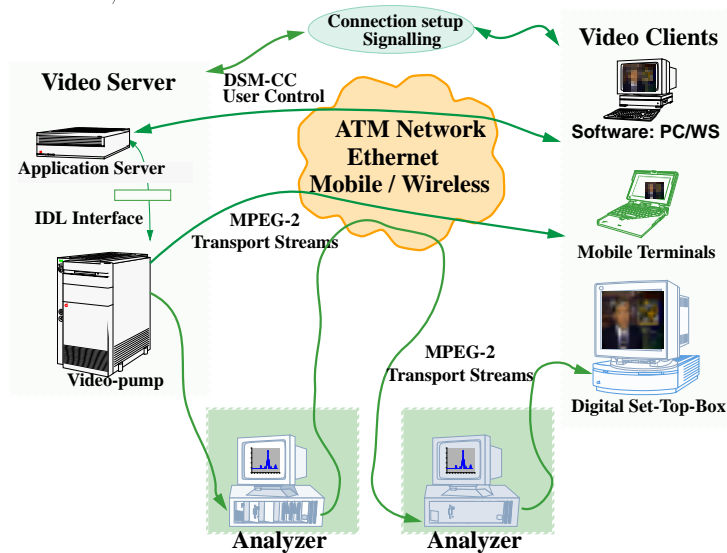 Connection setup
Signalling
Video Clients
Video Server
DSM-CC
User Control
ATM Network
Ethernet
Mobile / Wireless
Software: PC/WS
Application Server
IDL Interface
MPEG-2
Transport Streams
Mobile Terminals
MPEG-2
Transport Streams
Video-pump
Digital Set-Top-Box
Analyzer
Analyzer